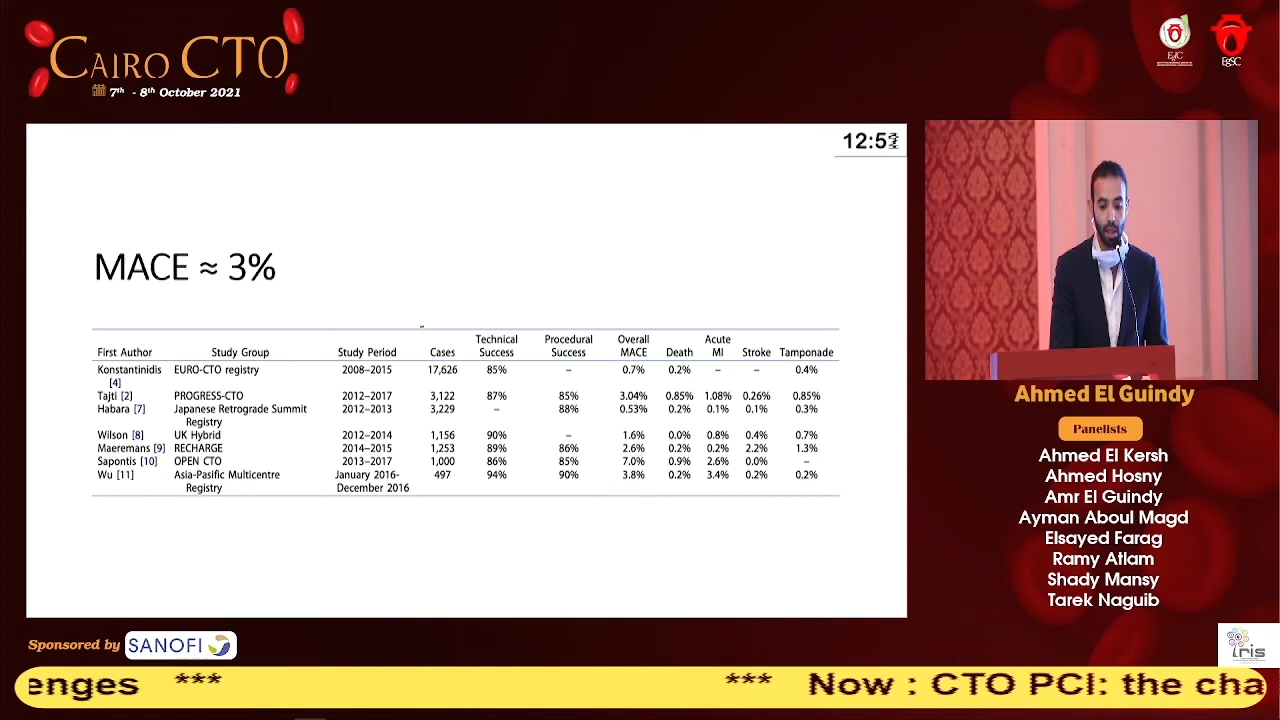 CAIRO CTO
7th - 8th October 2021
EgSC
12:5
MACE ≈ 3%
First Author Study Group Study Period Cases Technical Success Procedural Success Overall MACE Death Acute MI Stroke Tamponade
Konstantinidis [4] EURO-CTO registry 2008–2015 17,626 85% – 0.7% 0.2% – – 0.4%
Tajti [2] PROGRESS-CTO 2012–2017 3,122 87% 85% 3.04% 0.85% 1.08% 0.26% 0.85%
Habara [7] Japanese Retrograde Summit Registry 2012–2013 3,229 – 88% 0.53% 0.2% 0.1% 0.1% 0.3%
Wilson [8] UK Hybrid 2012–2014 1,156 90% – 1.6% 0.0% 0.8% 0.4% 0.7%
Maeremans [9] RECHARGE 2014–2015 1,253 89% 86% 2.6% 0.2% 0.2% 2.2% 1.3%
Sapontis [10] OPEN CTO 2013–2017 1,000 86% 85% 7.0% 0.9% 2.6% 0.0% –
Wu [11] Asia-Pacific Multicentre Registry January 2016- December 2016 497 94% 90% 3.8% 0.2% 3.4% 0.2% 0.2%
Ahmed El Guindy
Panelists
Ahmed El Kersh
Ahmed Hosny
Amr El Guindy
Ayman Aboul Magd
Elsayed Farag
Ramy Atlam
Shady Mansy
Tarek Naguib
Sponsored by SANOFI
iris
enges *** *** Now : CTO PCI: the cha